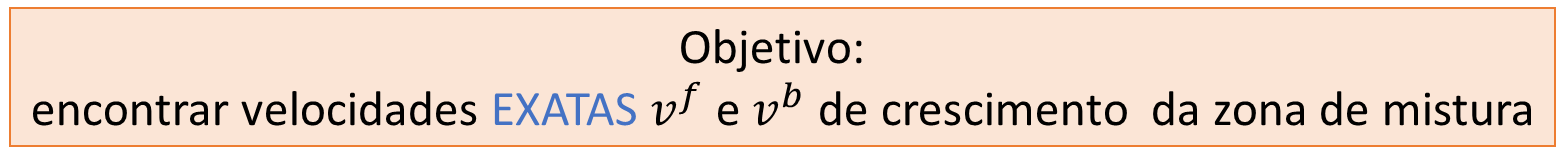 Objetivo:
encontrar velocidades EXATAS v^f e v^b de crescimento da zona de mistura